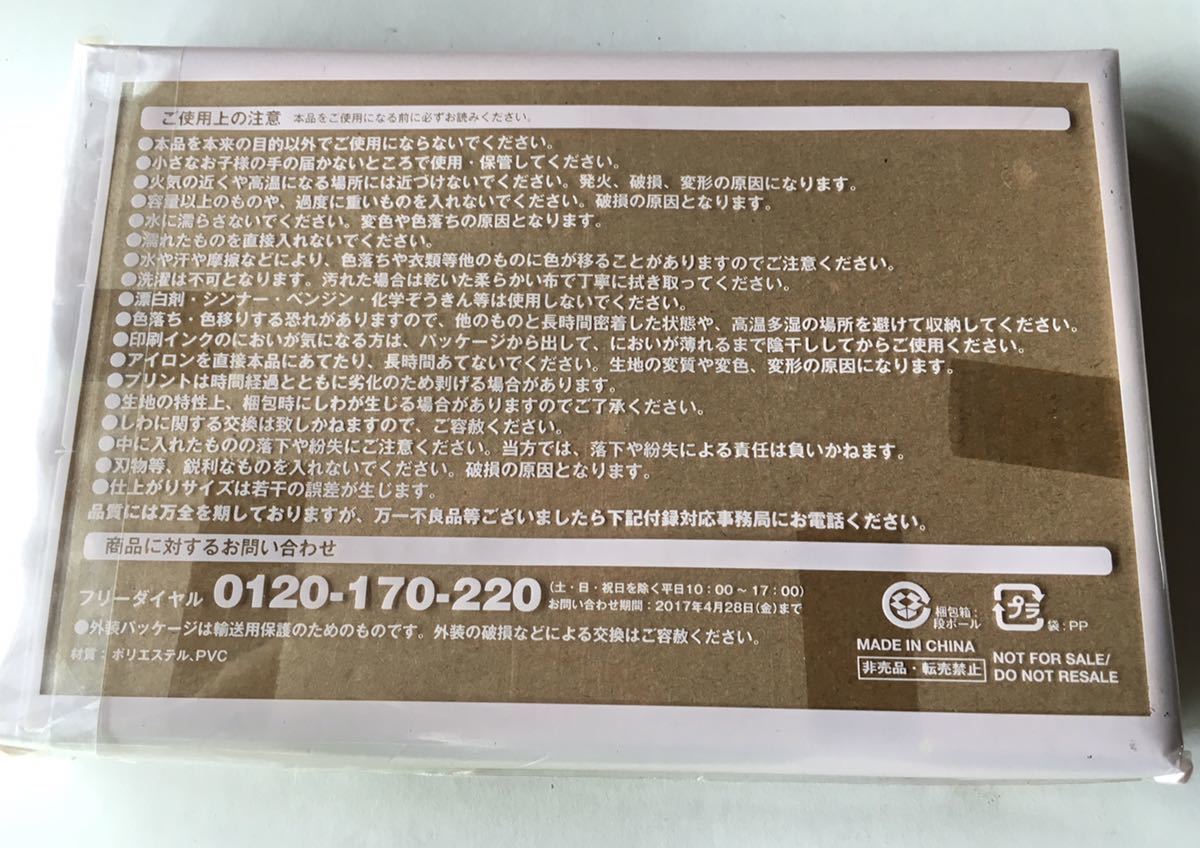 ご使用上の注意 本品をご使用になる前に必ずお読みください。
●本品を本来の目的以外でご使用にならないでください。
●小さなお子様の手の届かないところで使用・保管してください。
●火気の近くや高温になる場所には近づけないでください。発火、破損、変形の原因になります。
●容量以上のものや、過度に重いものを入れないでください。破損の原因となります。
●水に濡らさないでください。変色や色落ちの原因となります。
●濡れたものを直接入れないでください。
●水や汗や摩擦などにより、色落ちや衣類等他のものに色が移ることがありますのでご注意ください。
●洗濯は不可となります。汚れた場合は乾いた柔らかい布で丁寧に拭き取ってください。
●漂白剤・シンナー・ベンジン・化学ぞうきん等は使用しないでください。
●色落ち・色移りする恐れがありますので、他のものと長時間密着した状態や、高温多湿の場所を避けて収納してください。
●印刷インクのにおいが気になる方は、パッケージから出して、においが薄れるまで陰干ししてからご使用ください。
●アイロンを直接本品にあてたり、長時間あてないでください。生地の変質や変色、変形の原因になります。
●プリントは時間経過とともに劣化のため剥げる場合があります。
●生地の特性上、梱包時にしわが生じる場合がありますのでご了承ください。
●しわに関する交換は致しかねますので、ご容赦ください。
●中に入れたものの落下や紛失にご注意ください。当方では、落下や紛失による責任は負いかねます。
●刃物等、鋭利なものを入れないでください。破損の原因となります。
●仕上がりサイズは若干の誤差が生じます。
品質には万全を期しておりますが、万一不良品等ございましたら下記付録対応事務局にお電話ください。
商品に対するお問い合わせ
フリーダイヤル 0120-170-220 (土・日・祝日を除く平日10:00～17:00)
お問い合わせ期間:2017年4月28日(金)まで
●外装パッケージは輸送用保護のためのものです。外装の破損などによる交換はご容赦ください。
材質:ポリエステル、PVC
梱包箱:
段ボール
プラ
袋:PP
MADE IN CHINA
非売品・転売禁止
NOT FOR SALE/
DO NOT RESALE